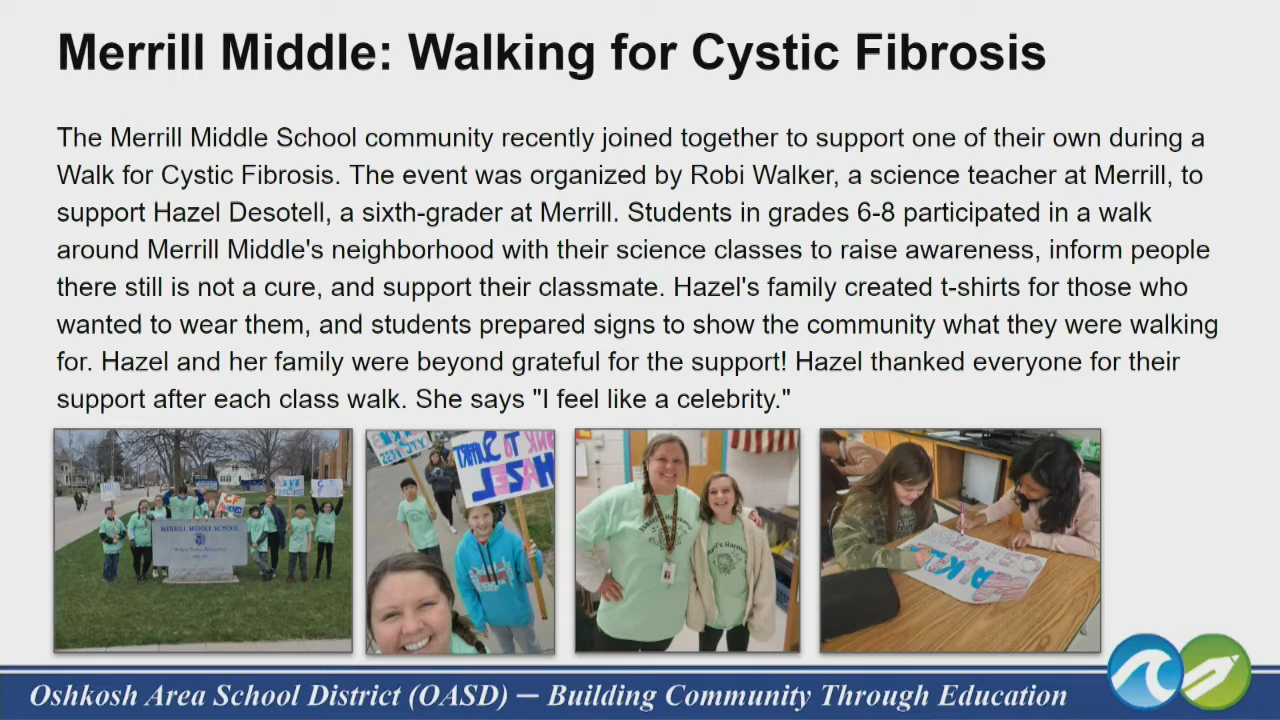 Merrill Middle: Walking for Cystic Fibrosis
The Merrill Middle School community recently joined together to support one of their own during a
Walk for Cystic Fibrosis. The event was organized by Robi Walker, a science teacher at Merrill, to
support Hazel Desotell, a sixth-grader at Merrill. Students in grades 6-8 participated in a walk
around Merrill Middle's neighborhood with their science classes to raise awareness, inform people
there still is not a cure, and support their classmate. Hazel's family created t-shirts for those who
wanted to wear them, and students prepared signs to show the community what they were walking
for. Hazel and her family were beyond grateful for the support! Hazel thanked everyone for their
support after each class walk. She says "I feel like a celebrity."
MERRILL MIDDLE SCHOOL
CF
TO
HAZEL
Oshkosh Area School District (OASD) — Building Community Through Education